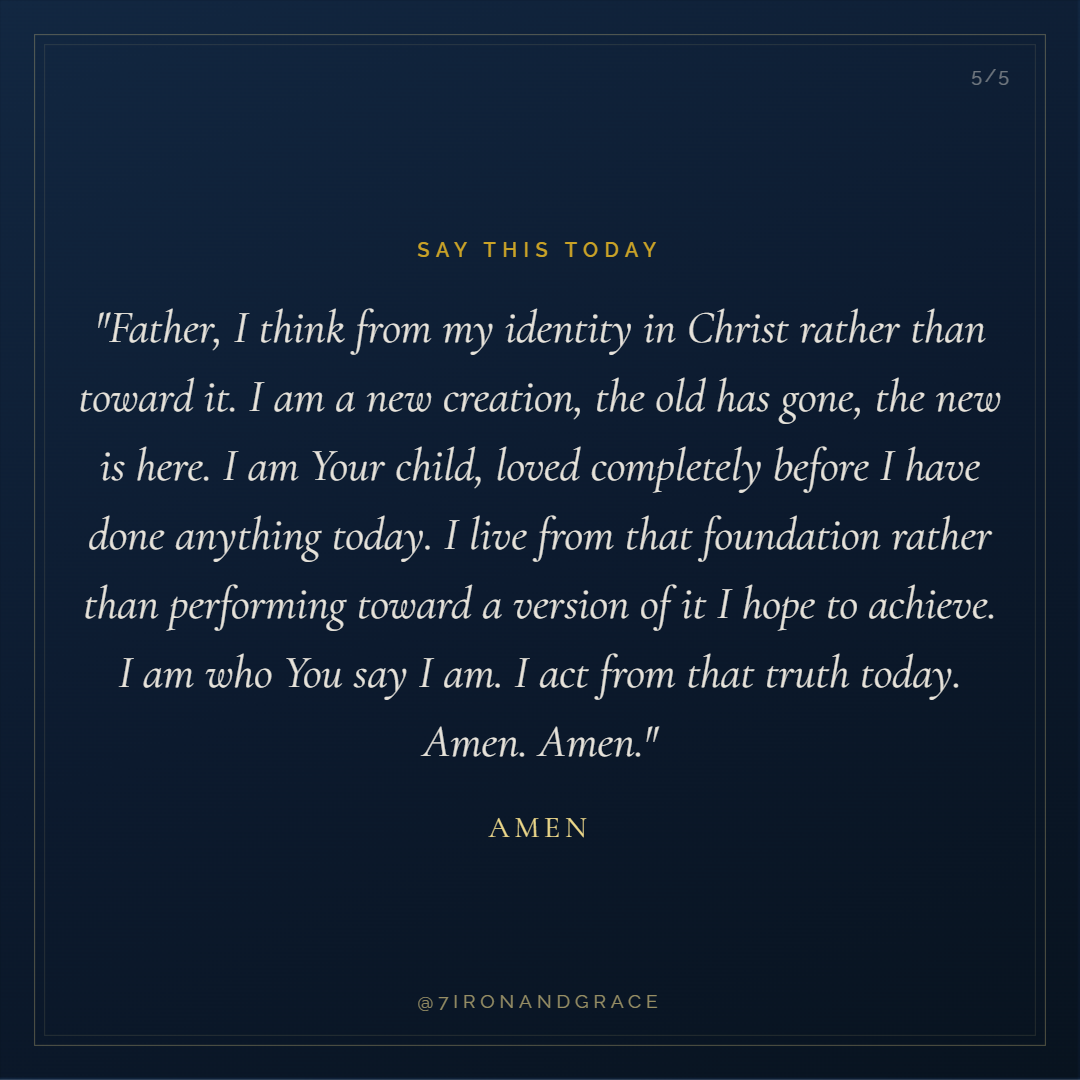 5/5
SAY THIS TODAY
"Father, I think from my identity in Christ rather than
toward it. I am a new creation, the old has gone, the new
is here. I am Your child, loved completely before I have
done anything today. I live from that foundation rather
than performing toward a version of it I hope to achieve.
I am who You say I am. I act from that truth today.
Amen. Amen."
AMEN
@7IRONANDGRACE